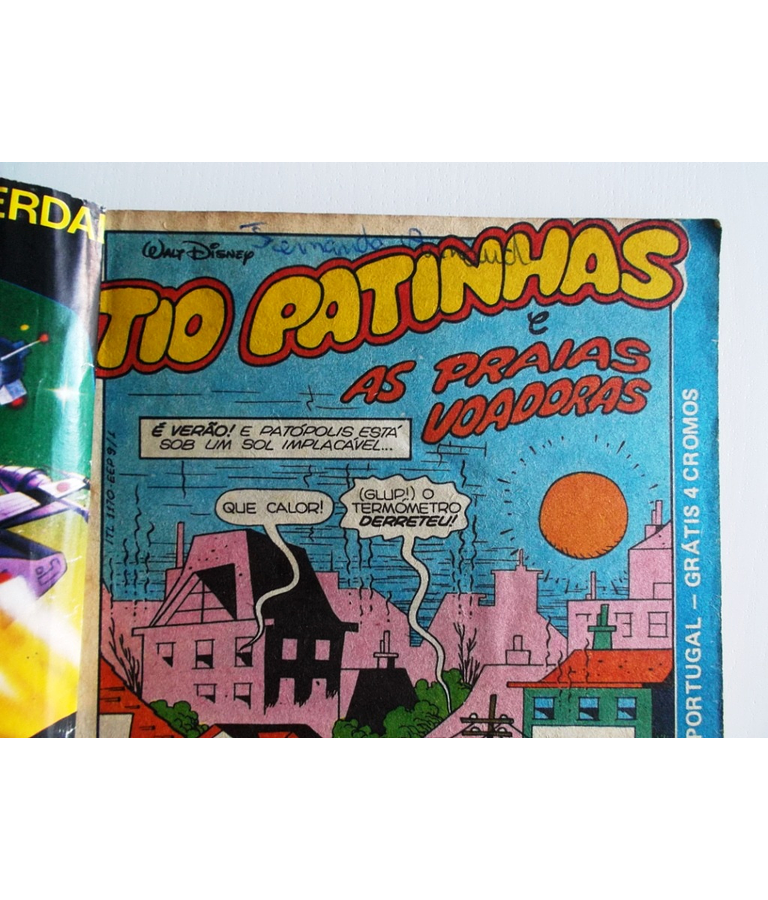 ERDA
Walt Disney
Fernanda
TIO PATINHAS
e
AS PRAIAS
VOADORAS
É VERÃO! E PATÓPOLIS ESTÁ
SOB UM SOL IMPLACÁVEL...
QUE CALOR!
(GLUP!) O
TERMÔMETRO
DERRETEU!
PORTUGAL — GRÁTIS 4 CROMOS